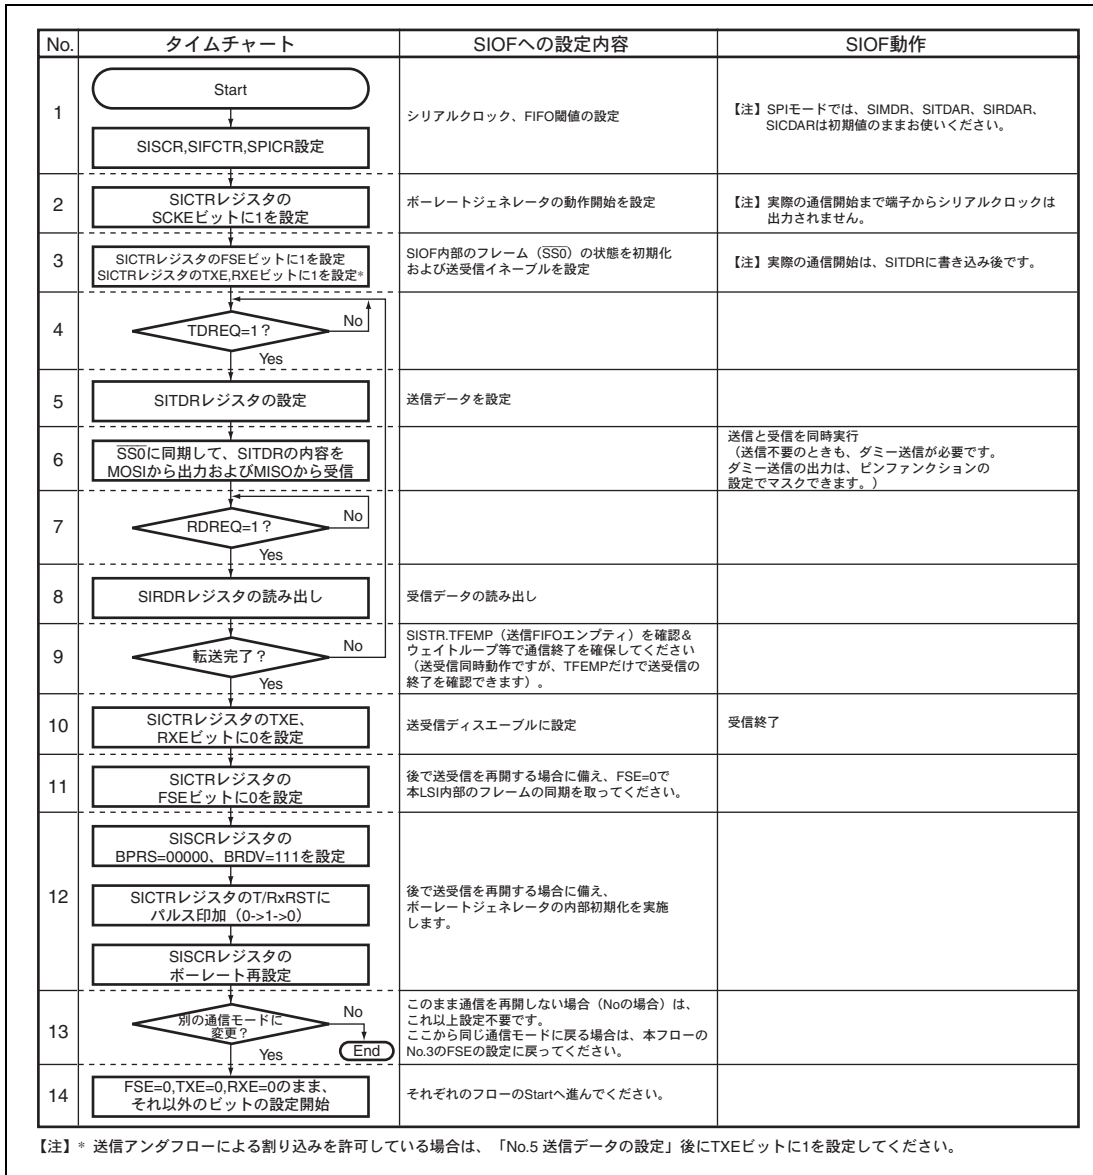 No.
タイムチャート
SIOFへの設定内容
SIOF動作
1
Start
SISCR,SIFCTR,SPICR設定
シリアルクロック、FIFO閾値の設定
【注】SPIモードでは、SIMDR、SITDAR、SIRDAR、
SICDARは初期値のままお使いください。
2
SICTRレジスタの
SCKEビットに1を設定
ボーレートジェネレータの動作開始を設定
【注】実際の通信開始まで端子からシリアルクロックは
出力されません。
3
SICTRレジスタのFSEビットに1を設定
SICTRレジスタのTXE,RXEビットに1を設定*
SIOF内部のフレーム（SS0）の状態を初期化
および送受信イネーブルを設定
【注】実際の通信開始は、SITDRに書き込み後です。
4
TDREQ=1？
No
Yes
5
SITDRレジスタの設定
送信データを設定
6
SS0に同期して、SITDRの内容を
MOSIから出力およびMISOから受信
送信と受信を同時実行
（送信不要のときも、ダミー送信が必要です。
ダミー送信の出力は、ピンファンクションの
設定でマスクできます。）
7
RDREQ=1？
No
Yes
8
SIRDRレジスタの読み出し
受信データの読み出し
9
転送完了？
No
Yes
SISTR.TFEMP（送信FIFOエンプティ）を確認＆
ウェイトループ等で通信終了を確保してください
（送受信同時動作ですが、TFEMPだけで送受信の
終了を確認できます）。
10
SICTRレジスタのTXE、
RXEビットに0を設定
送受信ディスエーブルに設定
受信終了
11
SICTRレジスタの
FSEビットに0を設定
後で送受信を再開する場合に備え、FSE=0で
本LSI内部のフレームの同期を取ってください。
12
SISCRレジスタの
BPRS=00000、BRDV=111を設定
SICTRレジスタのT/RxRSTに
パルス印加（0->1->0）
SISCRレジスタの
ボーレート再設定
後で送受信を再開する場合に備え、
ボーレートジェネレータの内部初期化を実施
します。
13
別の通信モードに
変更？
No
Yes
End
このまま通信を再開しない場合（Noの場合）は、
これ以上設定不要です。
ここから同じ通信モードに戻る場合は、本フローの
No.3のFSEの設定に戻ってください。
14
FSE=0,TXE=0,RXE=0のまま、
それ以外のビットの設定開始
それぞれのフローのStartへ進んでください。
【注】* 送信アンダフローによる割り込みを許可している場合は、「No.5 送信データの設定」後にTXEビットに1を設定してください。